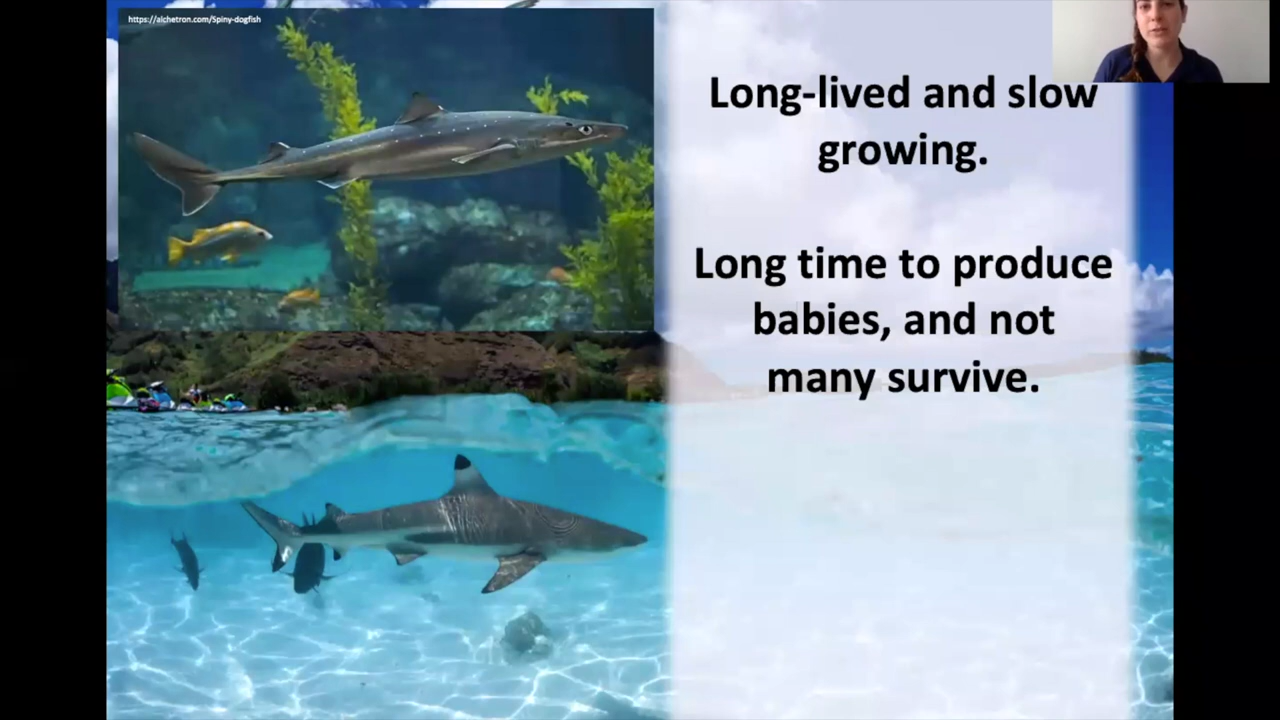 https://alchetron.com/Spiny-dogfish
Long-lived and slow
growing.
Long time to produce
babies, and not
many survive.